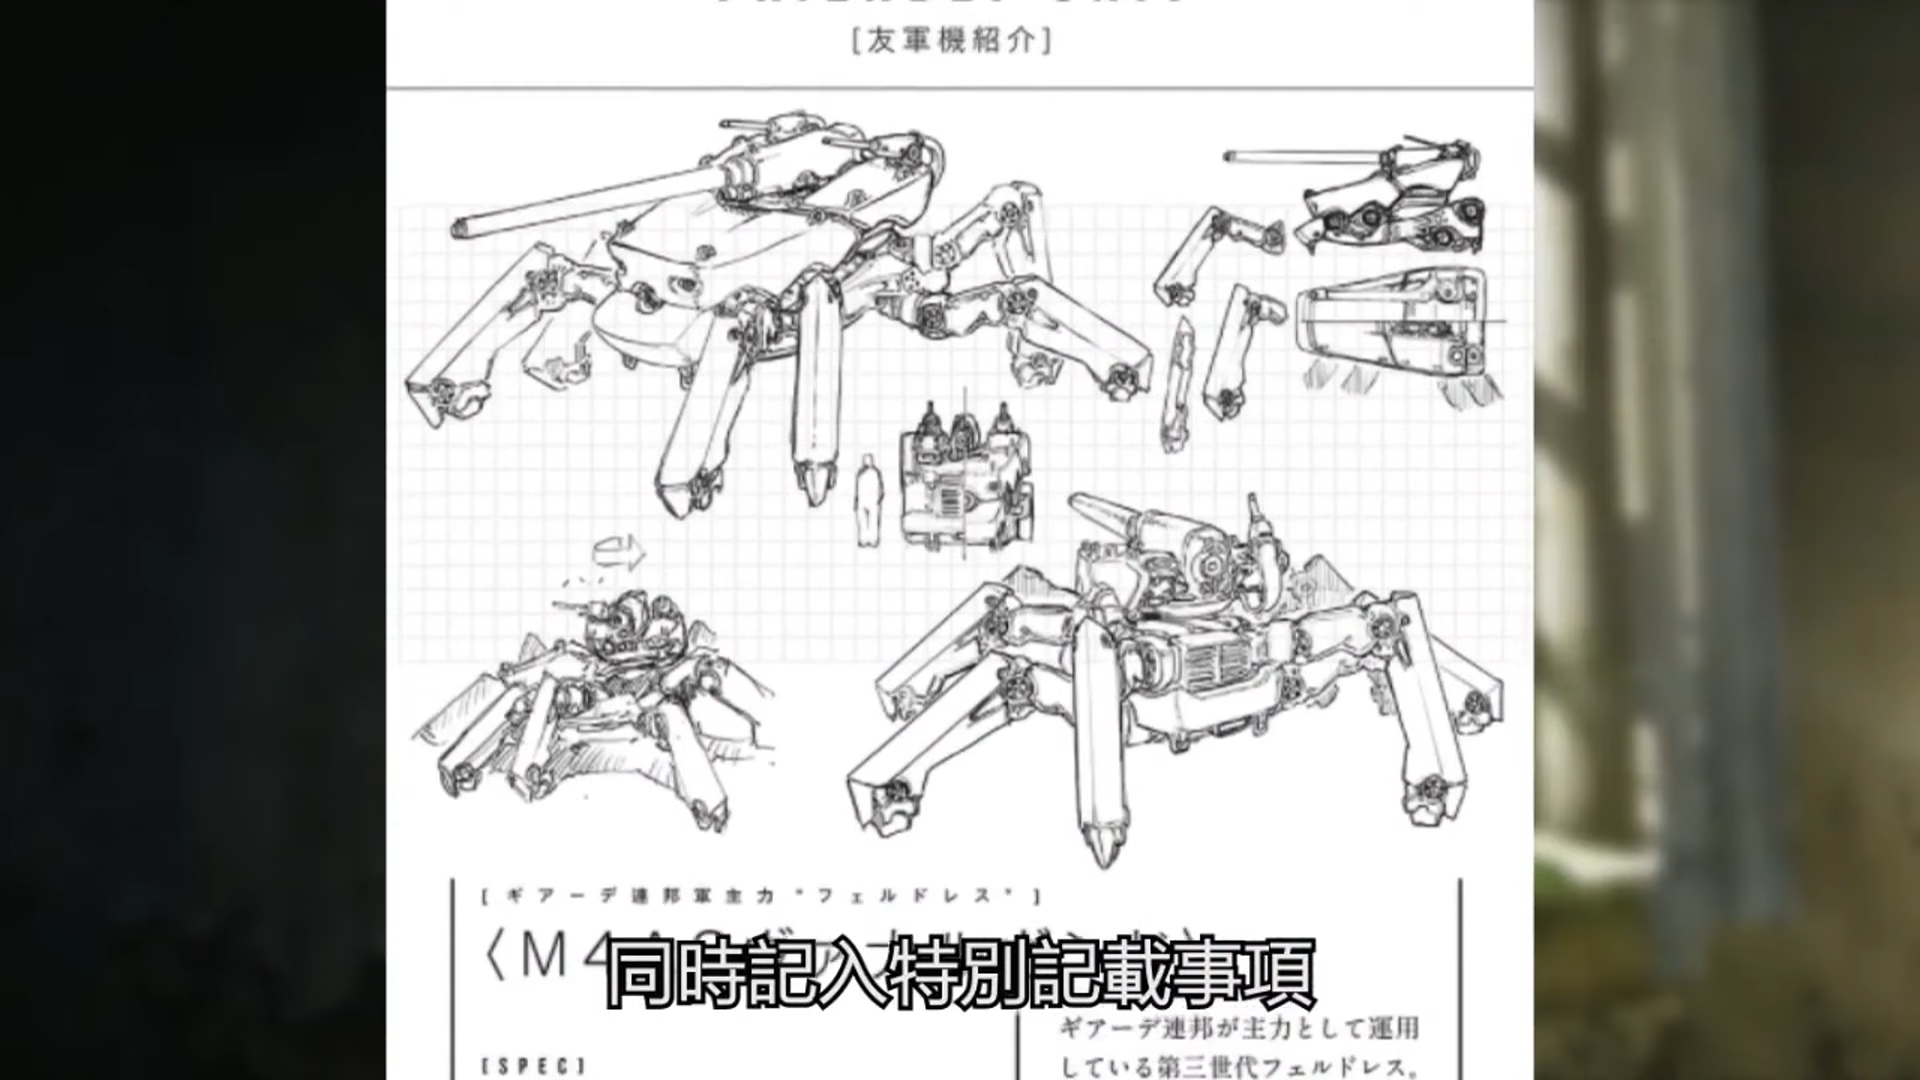 [友軍機紹介]
[ギアーデ連邦軍主力“フェルドレス”]
〈M4
同時記入特別記載事項
ギアーデ連邦が主力として運用
している第三世代フェルドレス。
[SPEC]